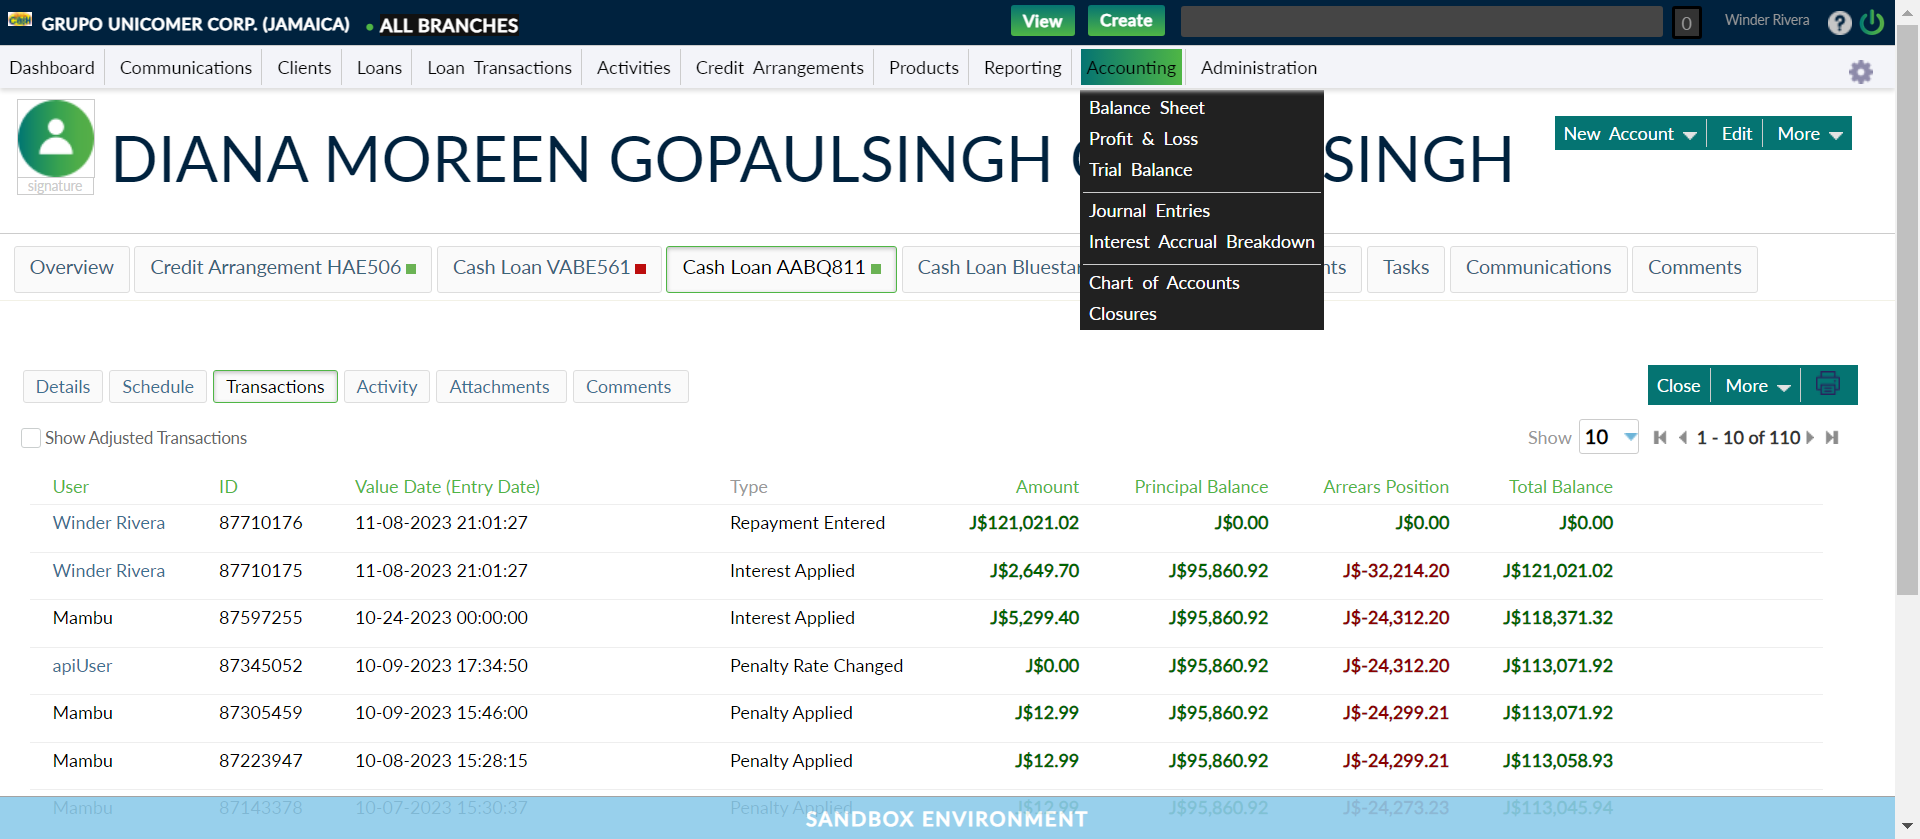 Cash GRUPO UNICOMER CORP. (JAMAICA) • ALL BRANCHES View Create 0 Winder Rivera ?
Dashboard Communications Clients Loans Loan Transactions Activities Credit Arrangements Products Reporting Accounting Administration
Balance Sheet
Profit & Loss
Trial Balance
Journal Entries
Interest Accrual Breakdown
Chart of Accounts
Closures
DIANA MOREEN GOPAULSINGH SINGH
signature
New Account Edit More
Overview Credit Arrangement HAE506 Cash Loan VABE561 Cash Loan AABQ811 Cash Loan Bluestar nts Tasks Communications Comments
Details Schedule Transactions Activity Attachments Comments Close More
Show Adjusted Transactions Show 10 1 - 10 of 110
User ID Value Date (Entry Date) Type Amount Principal Balance Arrears Position Total Balance
Winder Rivera 87710176 11-08-2023 21:01:27 Repayment Entered J$121,021.02 J$0.00 J$0.00 J$0.00
Winder Rivera 87710175 11-08-2023 21:01:27 Interest Applied J$2,649.70 J$95,860.92 J$-32,214.20 J$121,021.02
Mambu 87597255 10-24-2023 00:00:00 Interest Applied J$5,299.40 J$95,860.92 J$-24,312.20 J$118,371.32
apiUser 87345052 10-09-2023 17:34:50 Penalty Rate Changed J$0.00 J$95,860.92 J$-24,312.20 J$113,071.92
Mambu 87305459 10-09-2023 15:46:00 Penalty Applied J$12.99 J$95,860.92 J$-24,299.21 J$113,071.92
Mambu 87223947 10-08-2023 15:28:15 Penalty Applied J$12.99 J$95,860.92 J$-24,299.21 J$113,058.93
Mambu 87143378 10-07-2023 15:30:37 Penalty Applied J$12.99 J$95,860.92 J$-24,273.23 J$113,045.94
SANDBOX ENVIRONMENT